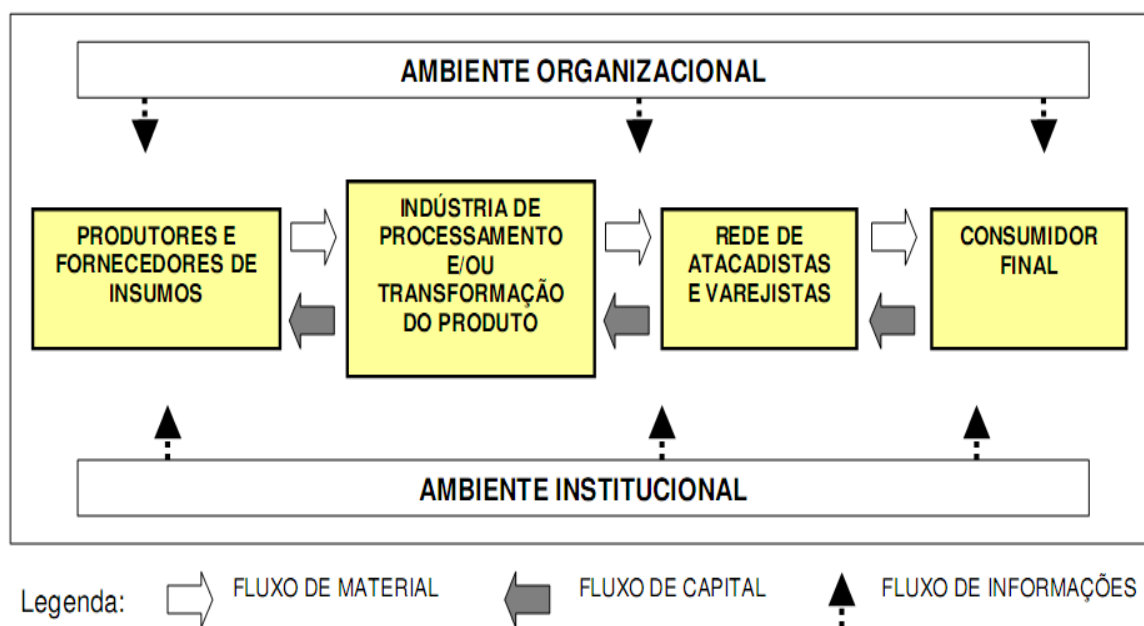 AMBIENTE ORGANIZACIONAL
PRODUTORES E
FORNECEDORES DE
INSUMOS
INDÚSTRIA DE
PROCESSAMENTO
E/OU
TRANSFORMAÇÃO
DO PRODUTO
REDE DE
ATACADISTAS
E VAREJISTAS
CONSUMIDOR
FINAL
AMBIENTE INSTITUCIONAL
Legenda:
FLUXO DE MATERIAL
FLUXO DE CAPITAL
FLUXO DE INFORMAÇÕES